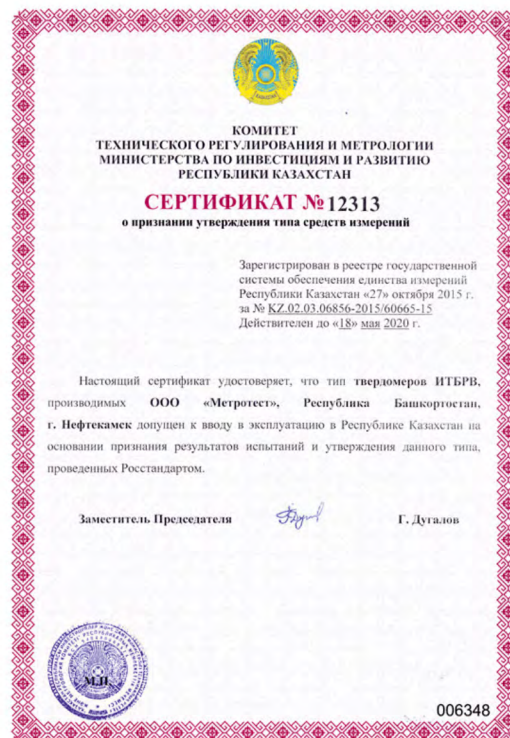 КОМИТЕТ
ТЕХНИЧЕСКОГО РЕГУЛИРОВАНИЯ И МЕТРОЛОГИИ
МИНИСТЕРСТВА ПО ИНВЕСТИЦИЯМ И РАЗВИТИЮ
РЕСПУБЛИКИ КАЗАХСТАН
СЕРТИФИКАТ № 12313
о признании утверждения типа средств измерений
Зарегистрирован в реестре государственной
системы обеспечения единства измерений
Республики Казахстан «27» октября 2015 г.
за № KZ.02.03.06856-2015/60665-15
Действителен до «18» мая 2020 г.
Настоящий сертификат удостоверяет, что тип твердомеров ИТБРВ,
производимых ООО «Метротест», Республика Башкортостан,
г. Нефтекамск допущен к вводу в эксплуатацию в Республике Казахстан на
основании признания результатов испытаний и утверждения данного типа,
проведенных Росстандартом.
Заместитель Председателя Г. Дугалов
М.П.
006348